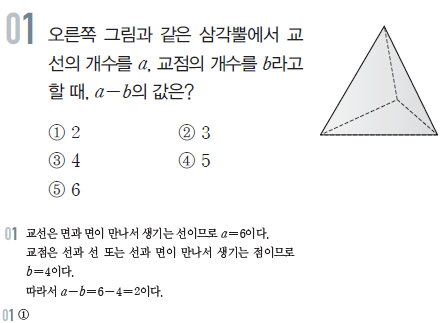 01 오른쪽 그림과 같은 삼각뿔에서 교
선의 개수를 a, 교점의 개수를 b라고
할 때, a-b의 값은?
① 2 ② 3
③ 4 ④ 5
⑤ 6
01 교선은 면과 면이 만나서 생기는 선이므로 a=6이다.
교점은 선과 선 또는 선과 면이 만나서 생기는 점이므로
b=4이다.
따라서 a-b=6-4=2이다.
01 ①